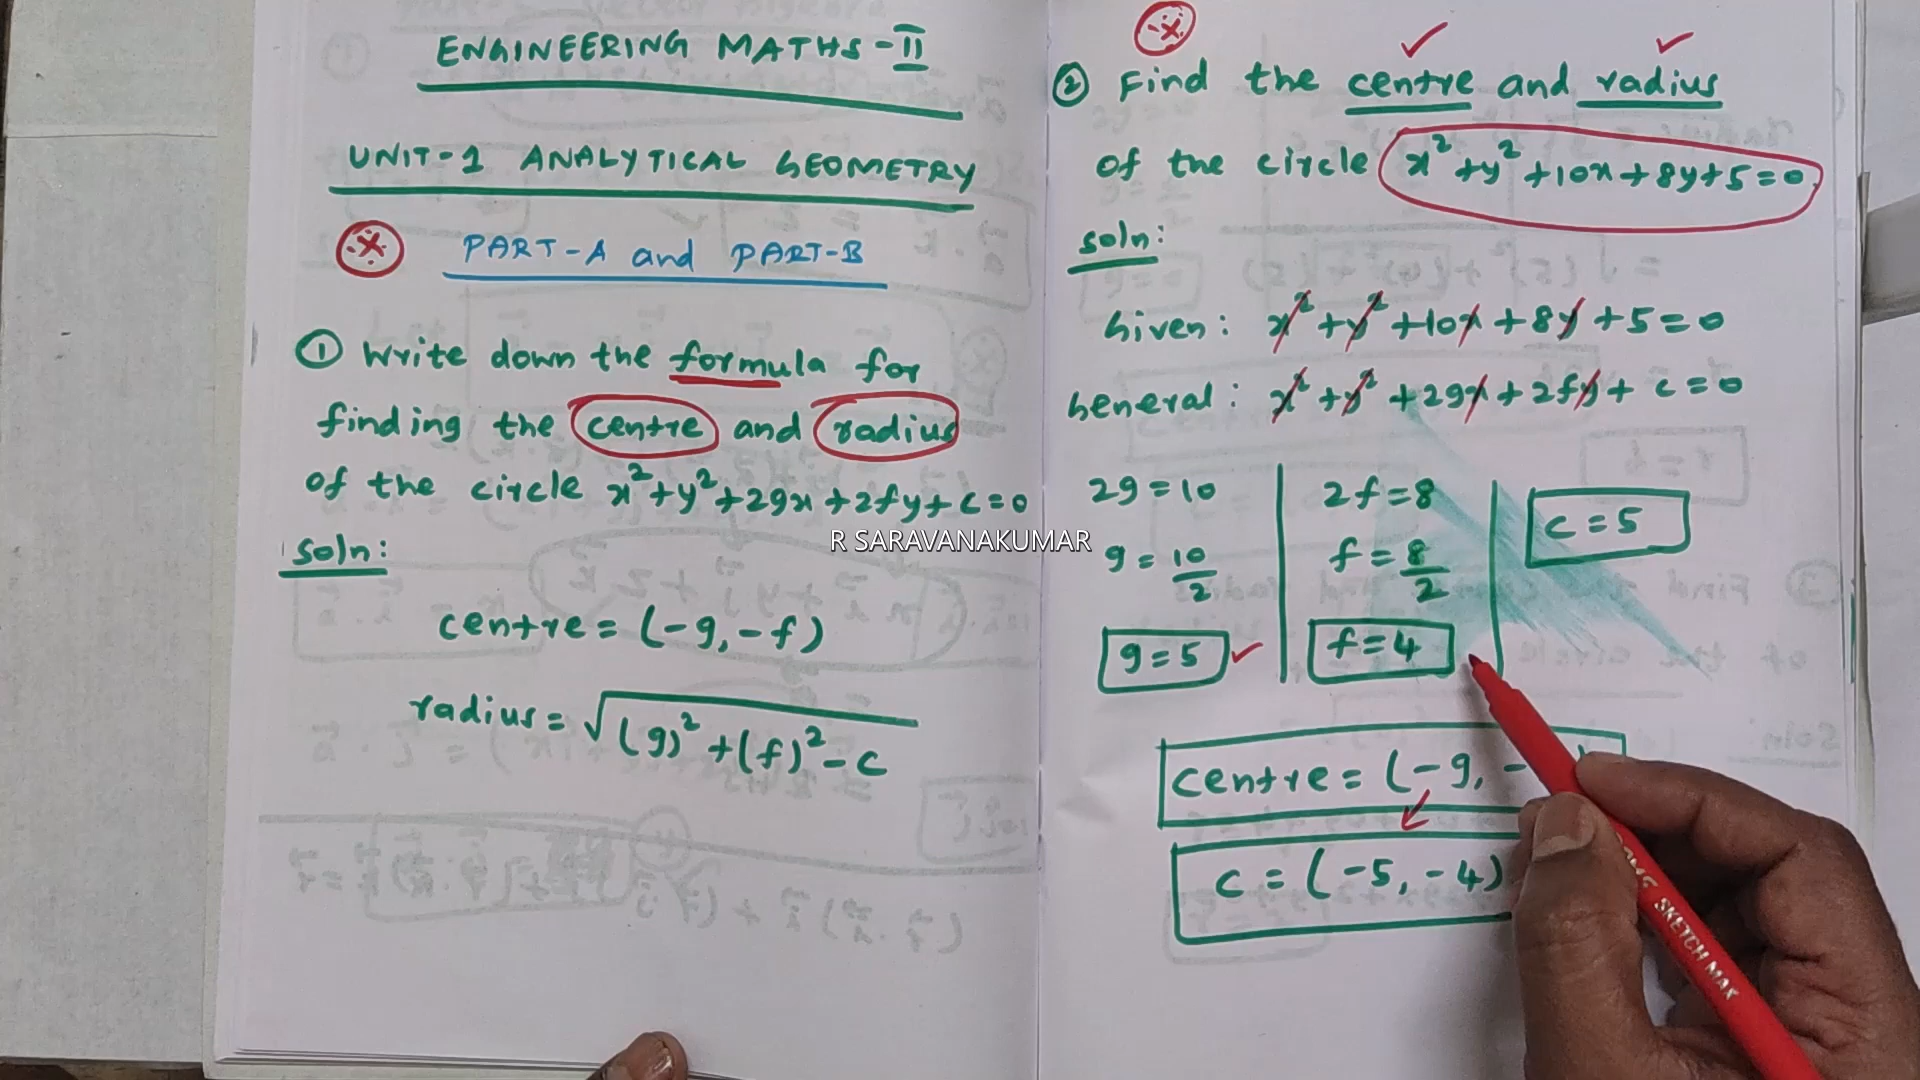 ENGINEERING MATHS-II
UNIT-1 ANALYTICAL GEOMETRY
PART-A and PART-B
① Write down the formula for
finding the centre and radius
of the circle x²+y²+2gx+2fy+c=0
soln:
centre = (-g, -f)
radius = √(g)²+(f)²-c
② Find the centre and radius
of the circle x²+y²+10x+8y+5=0.
soln:
Given: x²+y²+10x+8y+5=0
General: x²+y²+2gx+2fy+c=0
2g=10
g=10/2
g=5
2f=8
f=8/2
f=4
c=5
centre = (-g, -
c = (-5, -4)
R SARAVANAKUMAR
SKETCH MAK